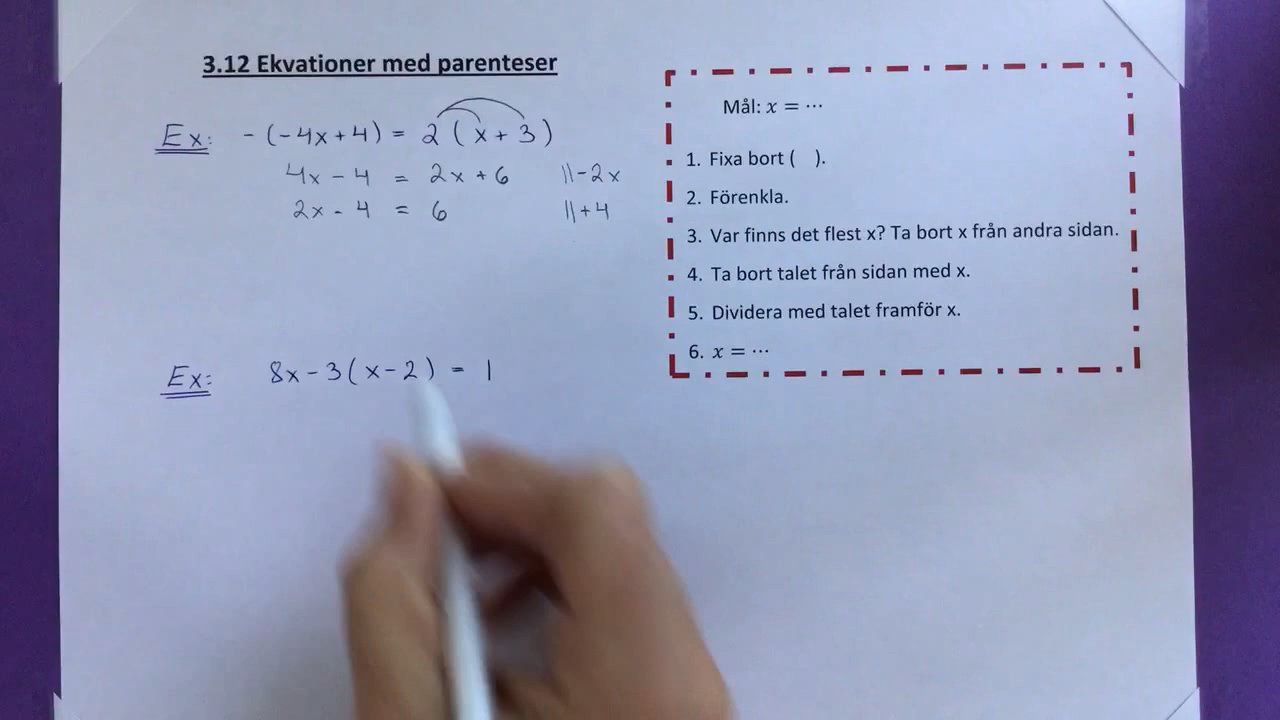 3.12 Ekvationer med parenteser
Ex: -(-4x+4) = 2(x+3)
4x - 4 = 2x + 6 ||-2x
2x - 4 = 6 ||+4
Ex: 8x-3(x-2) = 1
Mål: x = ⋯
1. Fixa bort ( ).
2. Förenkla.
3. Var finns det flest x? Ta bort x från andra sidan.
4. Ta bort talet från sidan med x.
5. Dividera med talet framför x.
6. x = ⋯